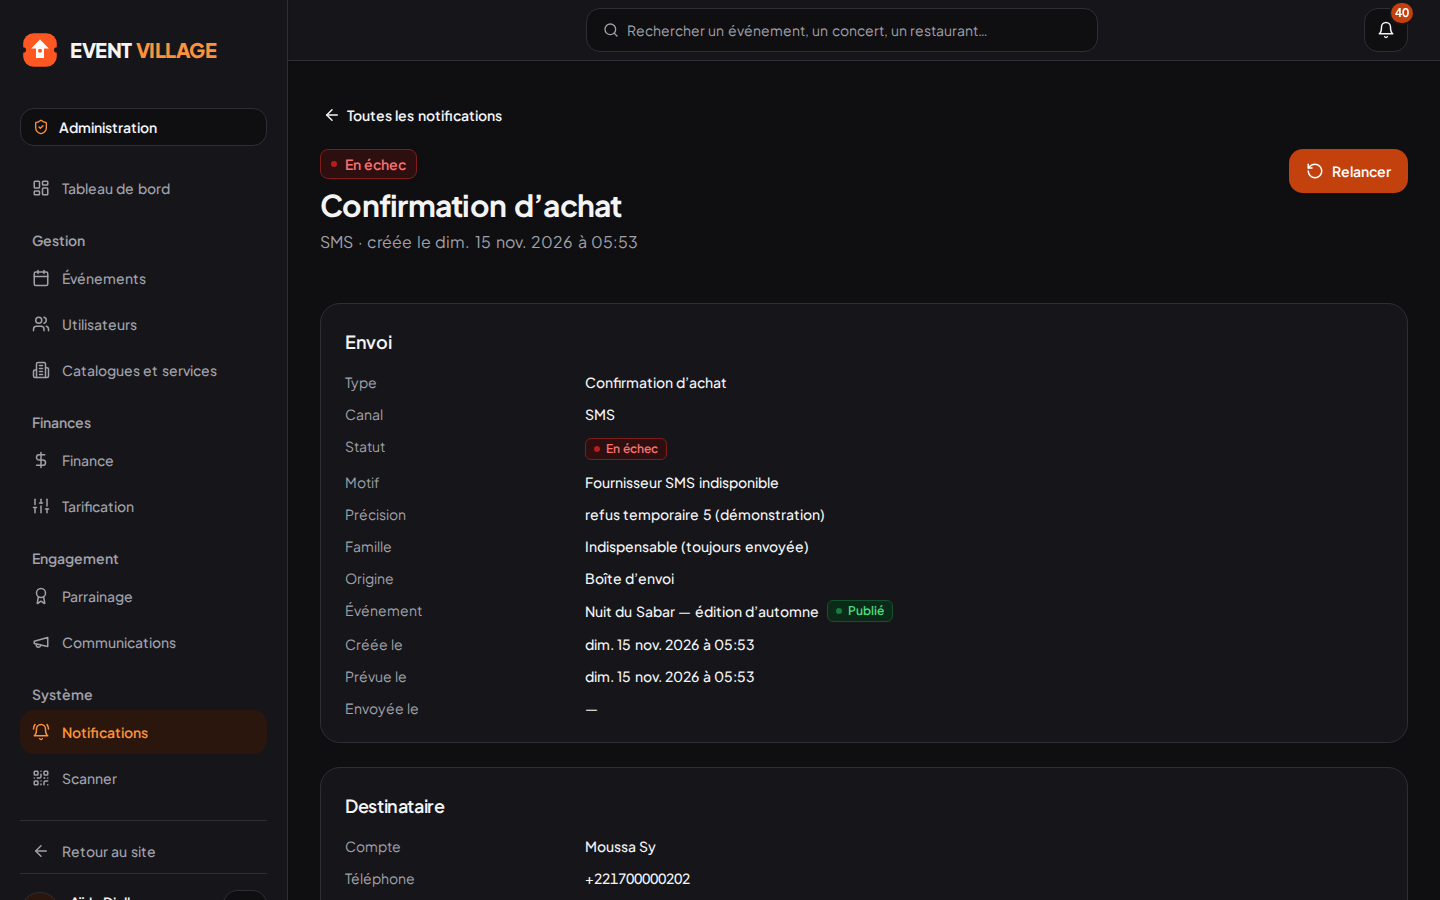 EVENT VILLAGE
Rechercher un événement, un concert, un restaurant…
40
Administration
Tableau de bord
Gestion
Événements
Utilisateurs
Catalogues et services
Finances
Finance
Tarification
Engagement
Parrainage
Communications
Système
Notifications
Scanner
Retour au site
Toutes les notifications
En échec
Relancer
Confirmation d’achat
SMS · créée le dim. 15 nov. 2026 à 05:53
Envoi
Type Confirmation d’achat
Canal SMS
Statut En échec
Motif Fournisseur SMS indisponible
Précision refus temporaire 5 (démonstration)
Famille Indispensable (toujours envoyée)
Origine Boîte d’envoi
Événement Nuit du Sabar — édition d’automne Publié
Créée le dim. 15 nov. 2026 à 05:53
Prévue le dim. 15 nov. 2026 à 05:53
Envoyée le —
Destinataire
Compte Moussa Sy
Téléphone +221700000202